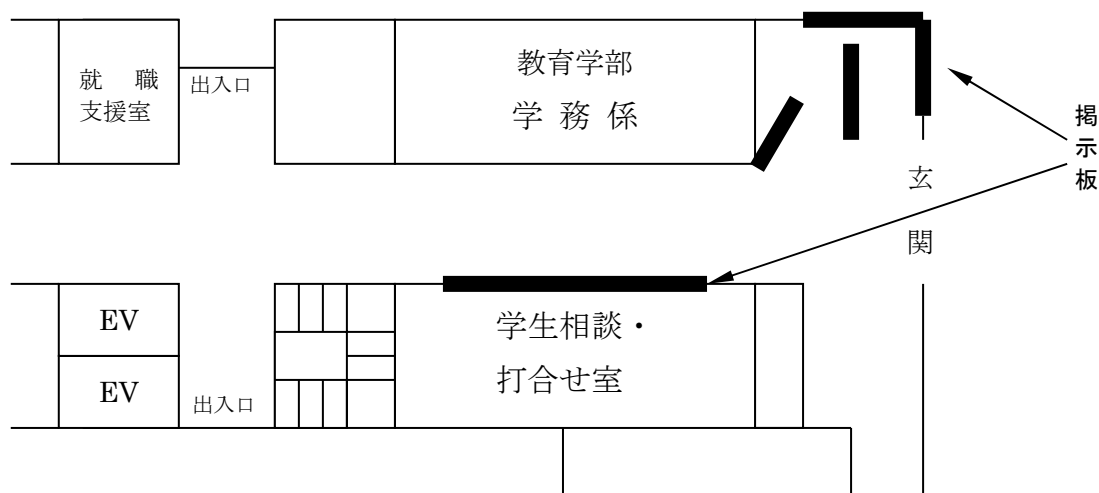 就 職
支援室
出入口
教育学部
学 務 係
掲示板
玄関
EV
EV
出入口
学生相談・
打合せ室